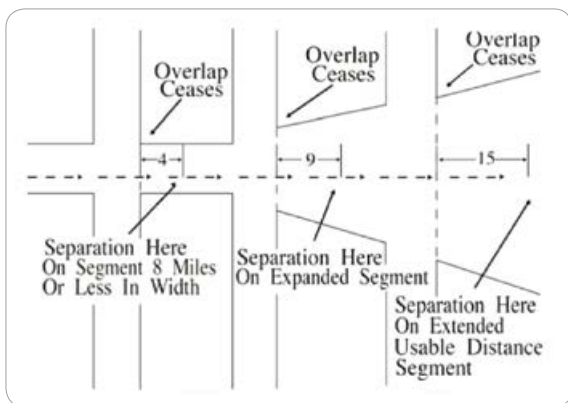 Overlap
Ceases
Overlap
Ceases
Overlap
Ceases
4
9
15
Separation Here
On Segment 8 Miles
Or Less In Width
Separation Here
On Expanded Segment
Separation Here
On Extended
Usable Distance
Segment